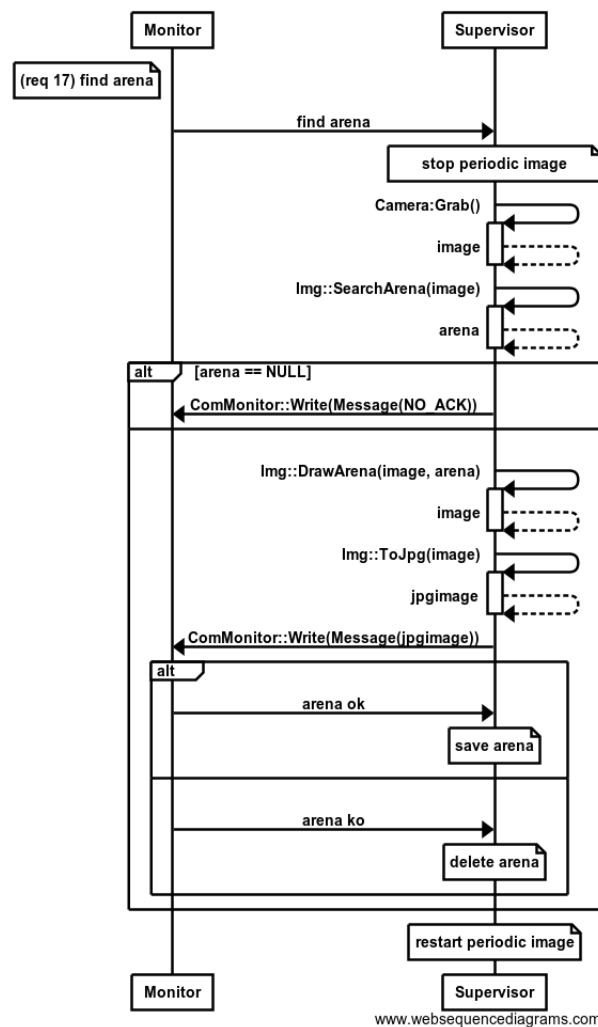 Monitor Supervisor
(req 17) find arena
find arena
stop periodic image
Camera:Grab()
image
Img::SearchArena(image)
arena
alt [arena == NULL]
ComMonitor::Write(Message(NO_ACK))
Img::DrawArena(image, arena)
image
Img::ToJpg(image)
jpgimage
ComMonitor::Write(Message(jpgimage))
alt
arena ok
save arena
arena ko
delete arena
restart periodic image
Monitor Supervisor
www.websequencediagrams.com